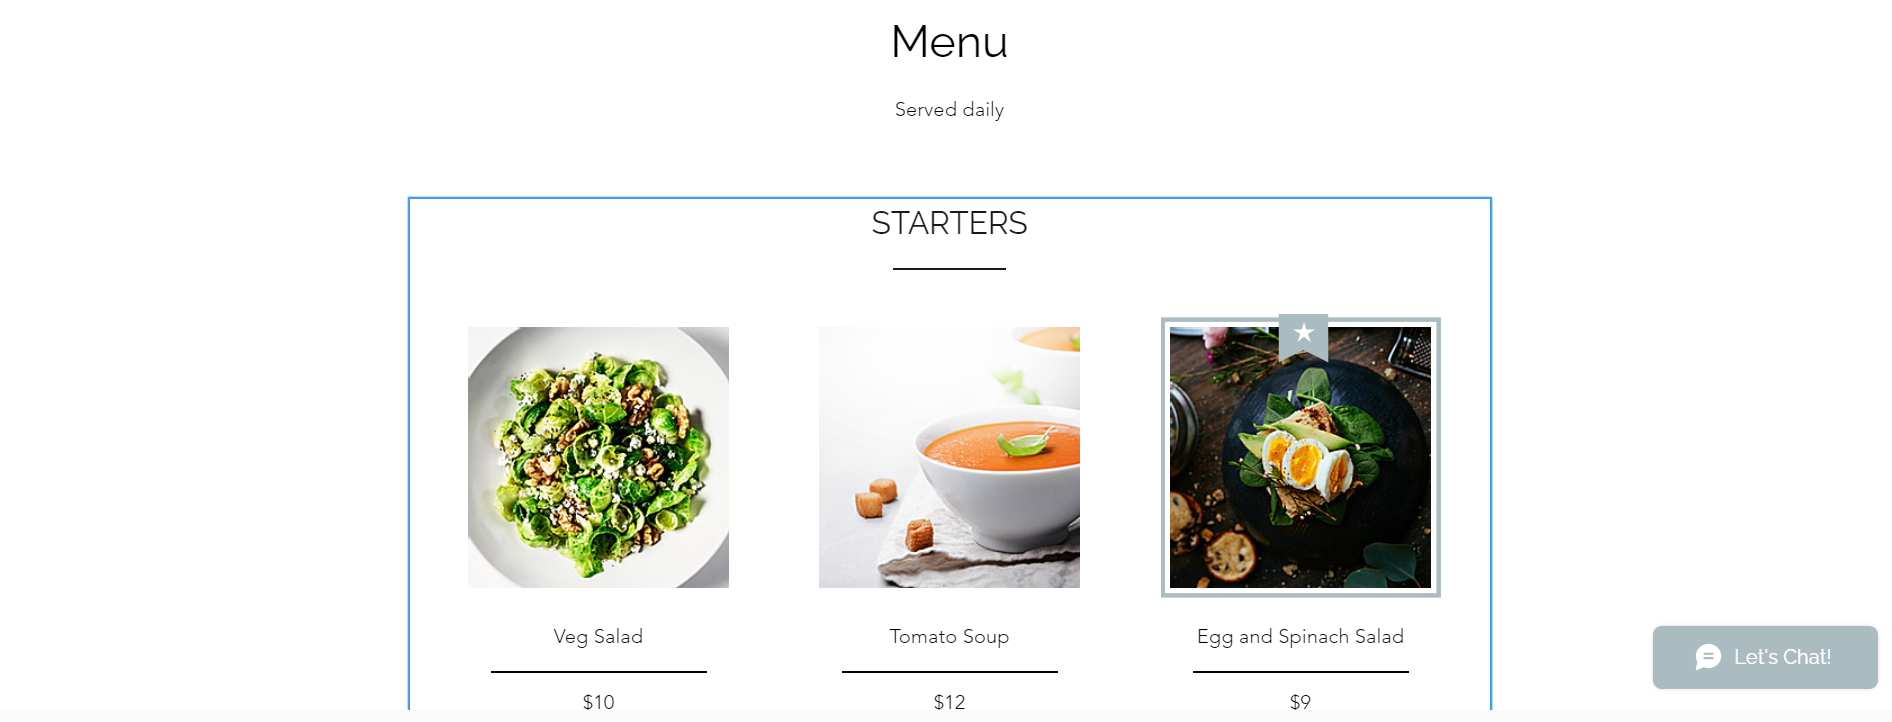 Menu
Served daily
STARTERS
Veg Salad
Tomato Soup
Egg and Spinach Salad
$10
$12
$9
Let's Chat!